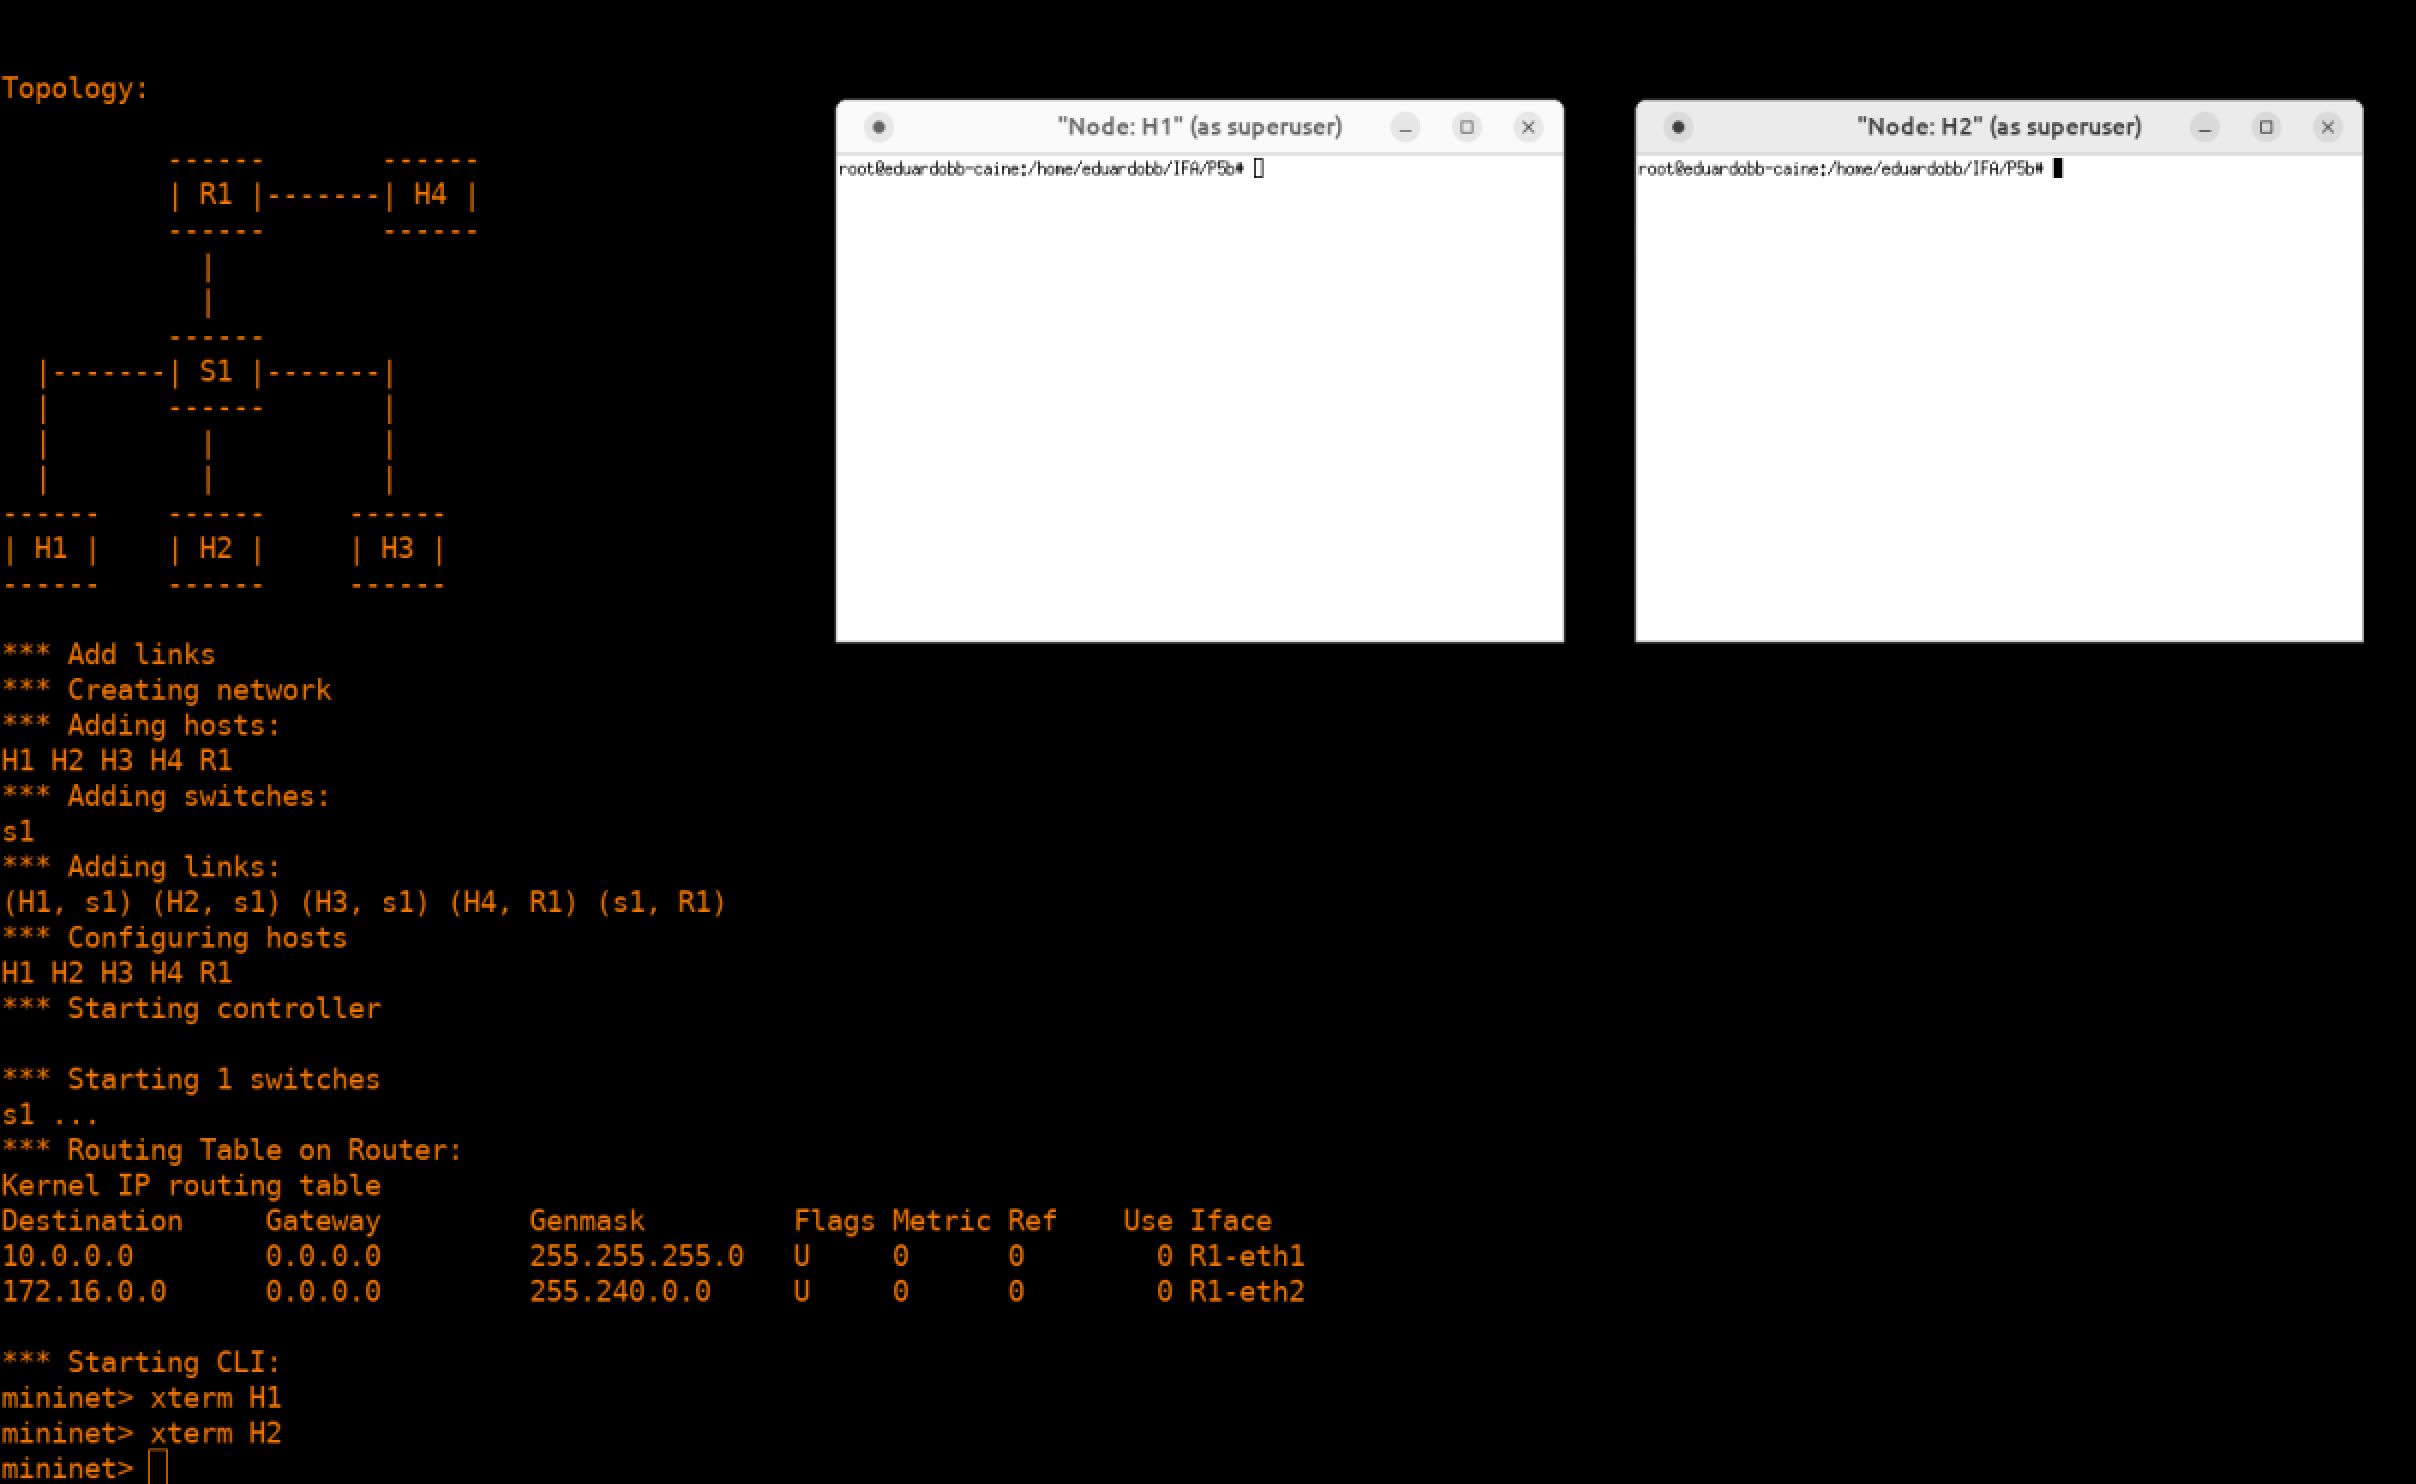 Topology:
          ------       ------
          | R1 |-------| H4 |
          ------       ------
            |
            |
          ------
  |-------| S1 |-------|
  |       ------       |
  |         |          |
  |         |          |
------    ------     ------
| H1 |    | H2 |     | H3 |
------    ------     ------
*** Add links
*** Creating network
*** Adding hosts:
H1 H2 H3 H4 R1
*** Adding switches:
s1
*** Adding links:
(H1, s1) (H2, s1) (H3, s1) (H4, R1) (s1, R1)
*** Configuring hosts
H1 H2 H3 H4 R1
*** Starting controller
*** Starting 1 switches
s1 ...
*** Routing Table on Router:
Kernel IP routing table
Destination     Gateway         Genmask         Flags Metric Ref    Use Iface
10.0.0.0        0.0.0.0         255.255.255.0   U     0      0        0 R1-eth1
172.16.0.0      0.0.0.0         255.240.0.0     U     0      0        0 R1-eth2
*** Starting CLI:
mininet> xterm H1
mininet> xterm H2
mininet>
"Node: H1" (as superuser)
root@eduardobb-caine:/home/eduardobb/IFA/P5b#
"Node: H2" (as superuser)
root@eduardobb-caine:/home/eduardobb/IFA/P5b#